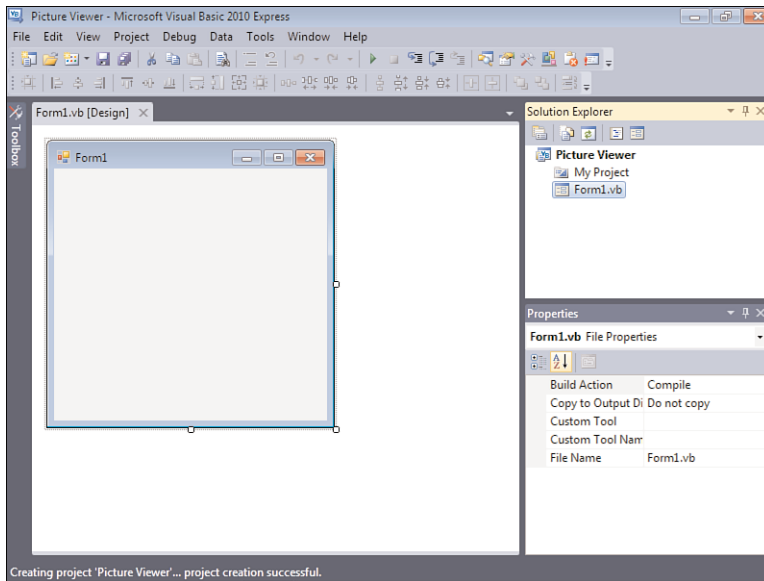 Picture Viewer - Microsoft Visual Basic 2010 Express
File Edit View Project Debug Data Tools Window Help
Toolbox
Form1.vb [Design]
Form1
Solution Explorer
Picture Viewer
My Project
Form1.vb
Properties
Form1.vb File Properties
Build Action Compile
Copy to Output Di Do not copy
Custom Tool
Custom Tool Nam
File Name Form1.vb
Creating project 'Picture Viewer'... project creation successful.